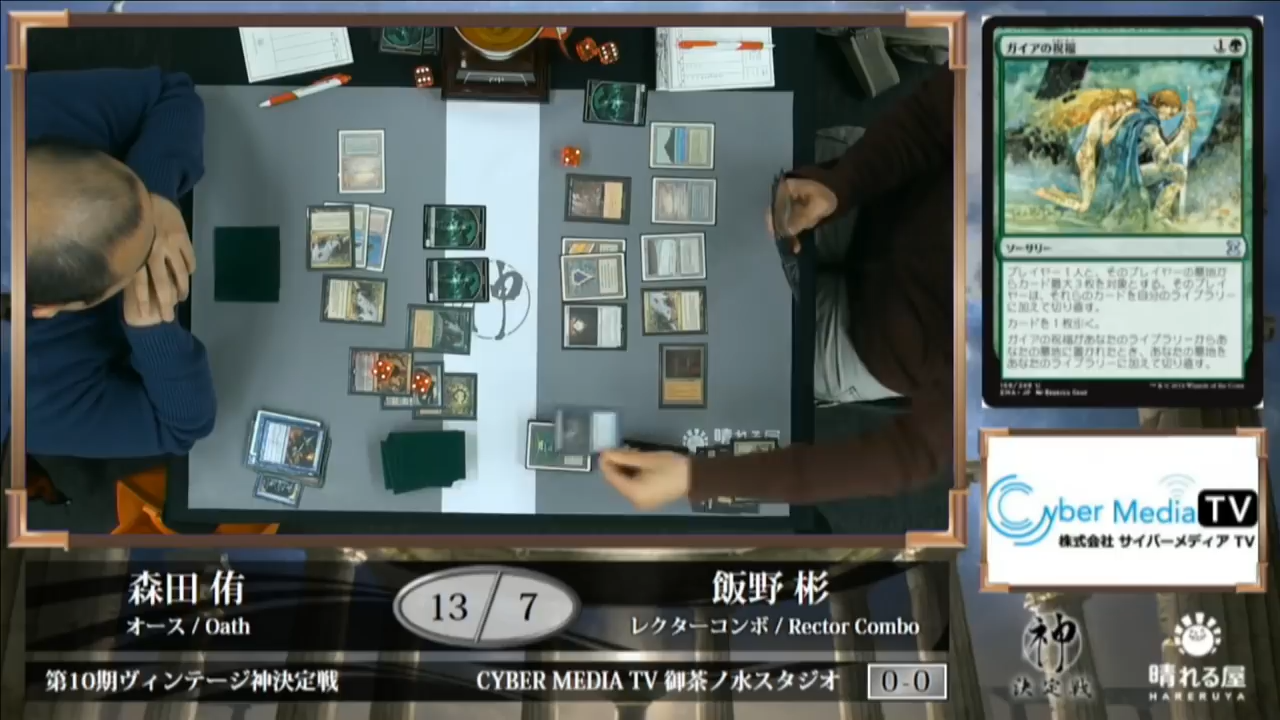 ガイアの祝福
1
ソーサリー
プレイヤー1人と、そのプレイヤーの墓地か
らカード最大3枚を対象とする。そのプレイ
ヤーは、それらのカードを自分のライブラリー
に加えて切り直す。
カードを1枚引く。
ガイアの祝福があなたのライブラリーからあ
なたの墓地に置かれたとき、あなたの墓地を
あなたのライブラリーに加えて切り直す。
晴れる屋
Cyber Media TV
株式会社 サイバーメディア TV
森田 侑
オース / Oath
13 / 7
飯野 彬
レクターコンボ / Rector Combo
第10期ヴィンテージ神決定戦
CYBER MEDIA TV 御茶ノ水スタジオ
0-0
神
決定戦
晴れる屋
HARERUYA